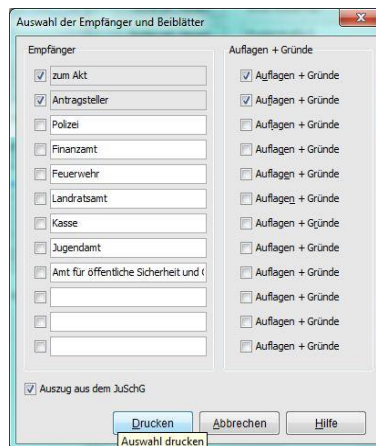 Auswahl der Empfänger und Beiblätter
Empfänger
Auflagen + Gründe
zum Akt
Auflagen + Gründe
Antragsteller
Auflagen + Gründe
Polizei
Auflagen + Gründe
Finanzamt
Auflagen + Gründe
Feuerwehr
Auflagen + Gründe
Landratsamt
Auflagen + Gründe
Kasse
Auflagen + Gründe
Jugendamt
Auflagen + Gründe
Amt für öffentliche Sicherheit und
Auflagen + Gründe
Auflagen + Gründe
Auflagen + Gründe
Auflagen + Gründe
Auszug aus dem JuSchG
Drucken
Abbrechen
Hilfe
Auswahl drucken